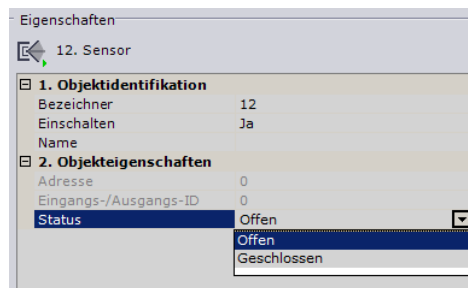 Eigenschaften
12. Sensor
1. Objektidentifikation
Bezeichner 12
Einschalten Ja
Name
2. Objekteigenschaften
Adresse 0
Eingangs-/Ausgangs-ID 0
Status Offen
Offen
Geschlossen